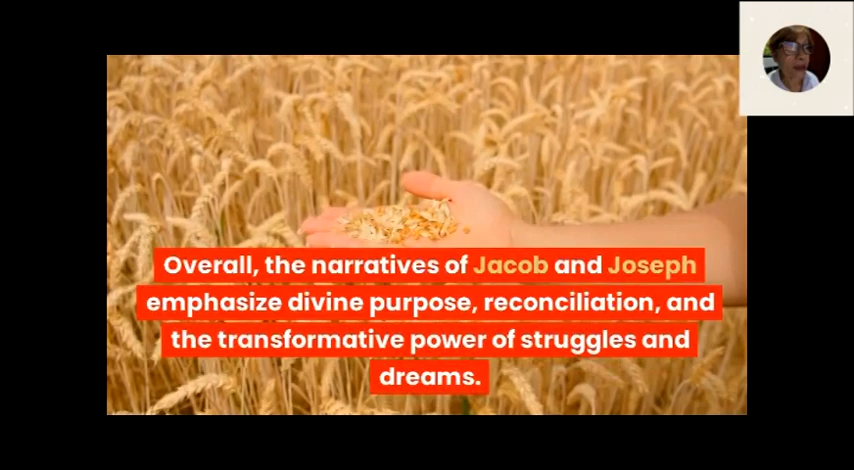 Overall, the narratives of Jacob and Joseph
emphasize divine purpose, reconciliation, and
the transformative power of struggles and
dreams.